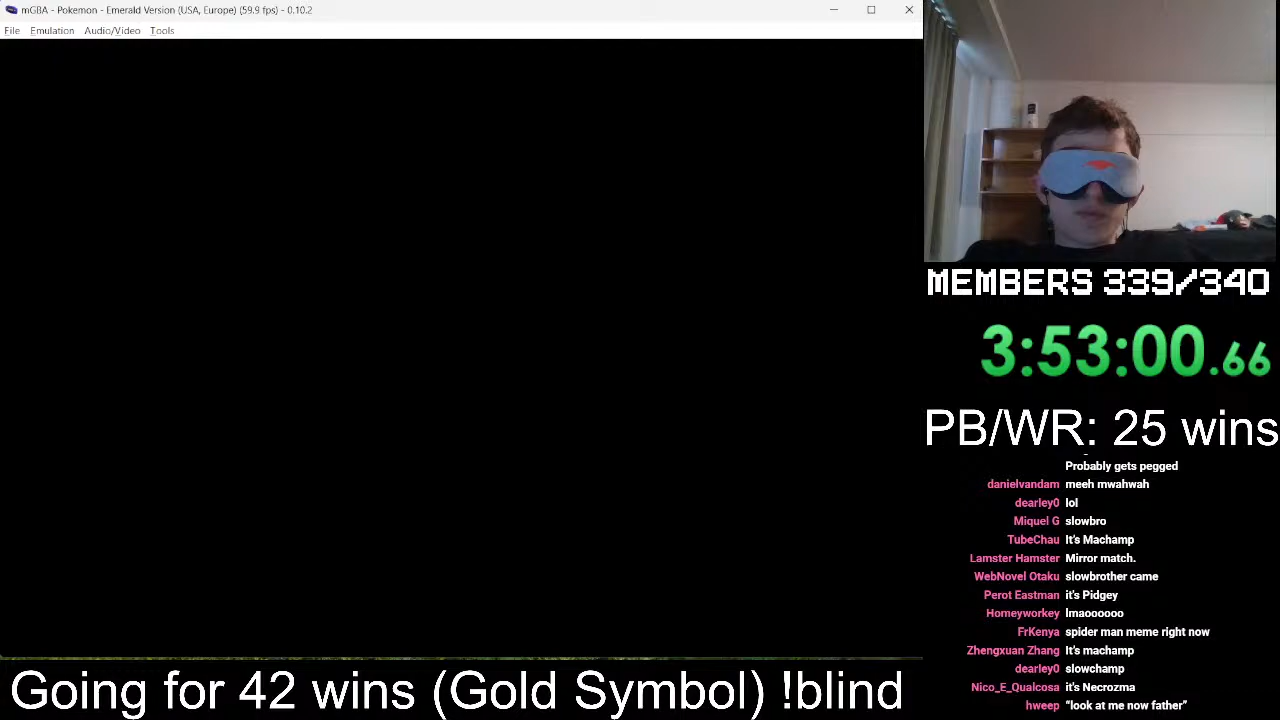 mGBA - Pokemon - Emerald Version (USA, Europe) (59.9 fps) - 0.10.2
File Emulation Audio/Video Tools
MEMBERS 339/340
3:53:00.66
PB/WR: 25 wins
Probably gets pegged
danielvandam meeh mwahwah
dearley0 lol
Miquel G slowbro
TubeChau It's Machamp
Lamster Hamster Mirror match.
WebNovel Otaku slowbrother came
Perot Eastman it's Pidgey
Homeyworkey lmaooooo
FrKenya spider man meme right now
Zhengxuan Zhang It's machamp
dearley0 slowchamp
Nico_E_Qualcosa it's Necrozma
hweep “look at me now father”
Going for 42 wins (Gold Symbol) !blind